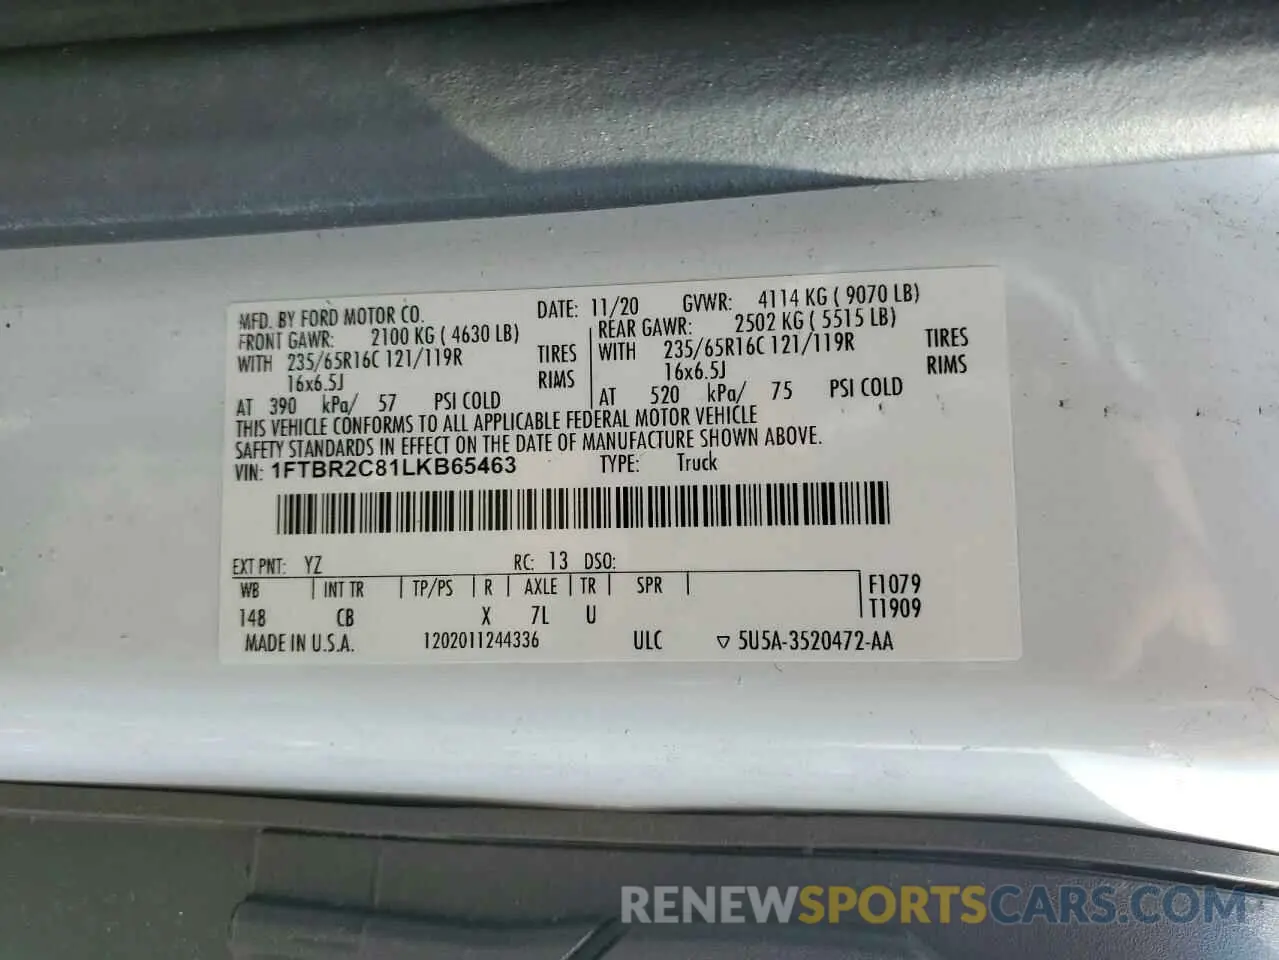 MFD. BY FORD MOTOR CO. DATE: 11/20 GVWR: 4114 KG ( 9070 LB)
FRONT GAWR: 2100 KG ( 4630 LB) REAR GAWR: 2502 KG ( 5515 LB)
WITH 235/65R16C 121/119R TIRES WITH 235/65R16C 121/119R TIRES
16x6.5J RIMS 16x6.5J RIMS
AT 390 kPa/ 57 PSI COLD AT 520 kPa/ 75 PSI COLD
THIS VEHICLE CONFORMS TO ALL APPLICABLE FEDERAL MOTOR VEHICLE
SAFETY STANDARDS IN EFFECT ON THE DATE OF MANUFACTURE SHOWN ABOVE.
VIN: 1FTBR2C81LKB65463 TYPE: Truck
EXT PNT: YZ RC: 13 DSO:
WB INT TR TP/PS R AXLE TR SPR F1079
148 CB X 7L U T1909
MADE IN U.S.A. 1202011244336 ULC ▽ 5U5A-3520472-AA
RENEWSPORTSCARS.COM